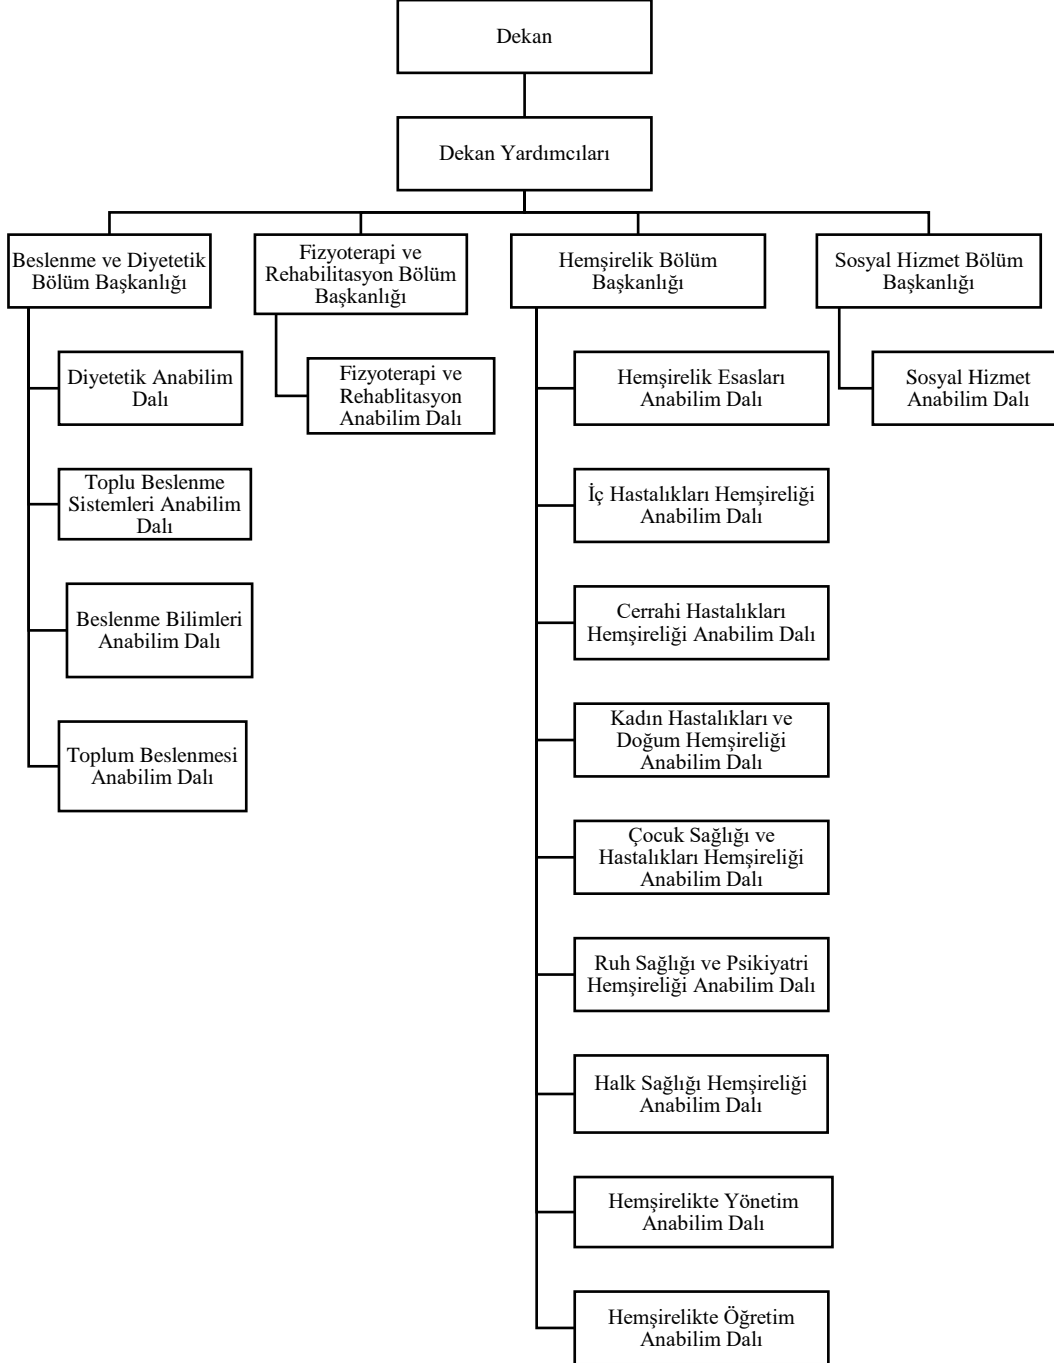 Dekan
Dekan Yardımcıları
Beslenme ve Diyetetik
Bölüm Başkanlığı
Diyetetik Anabilim
Dalı
Toplu Beslenme
Sistemleri Anabilim
Dalı
Beslenme Bilimleri
Anabilim Dalı
Toplum Beslenmesi
Anabilim Dalı
Fizyoterapi ve
Rehabilitasyon Bölüm
Başkanlığı
Fizyoterapi ve
Rehablitasyon
Anabilim Dalı
Hemşirelik Bölüm
Başkanlığı
Hemşirelik Esasları
Anabilim Dalı
İç Hastalıkları Hemşireliği
Anabilim Dalı
Cerrahi Hastalıkları
Hemşireliği Anabilim Dalı
Kadın Hastalıkları ve
Doğum Hemşireliği
Anabilim Dalı
Çocuk Sağlığı ve
Hastalıkları Hemşireliği
Anabilim Dalı
Ruh Sağlığı ve Psikiyatri
Hemşireliği Anabilim Dalı
Halk Sağlığı Hemşireliği
Anabilim Dalı
Hemşirelikte Yönetim
Anabilim Dalı
Hemşirelikte Öğretim
Anabilim Dalı
Sosyal Hizmet Bölüm
Başkanlığı
Sosyal Hizmet
Anabilim Dalı